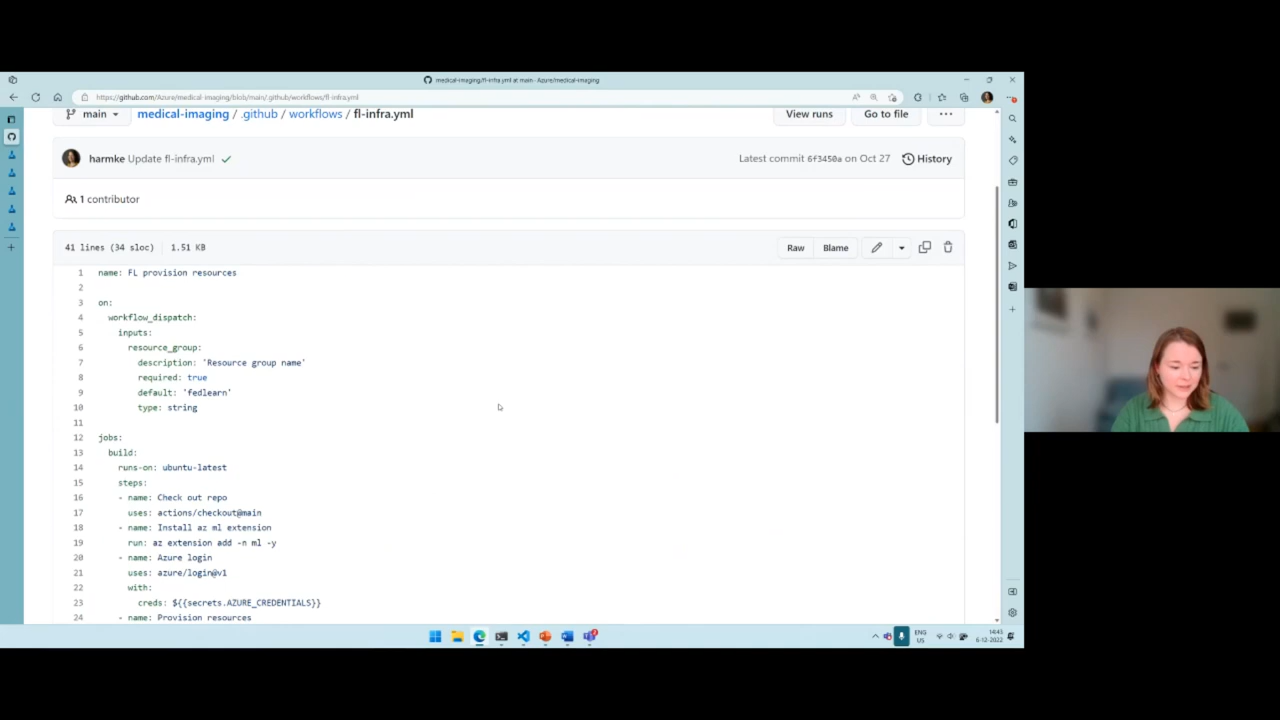 medical-imaging/fl-infra.yml at main · Azure/medical-imaging
https://github.com/Azure/medical-imaging/blob/main/.github/workflows/fl-infra.yml
main
medical-imaging / .github / workflows / fl-infra.yml
View runs
Go to file
harmke Update fl-infra.yml
Latest commit 6f3450a on Oct 27
History
1 contributor
41 lines (34 sloc)
1.51 KB
Raw
Blame
1 name: FL provision resources
2
3 on:
4 workflow_dispatch:
5 inputs:
6 resource_group:
7 description: 'Resource group name'
8 required: true
9 default: 'fedlearn'
10 type: string
11
12 jobs:
13 build:
14 runs-on: ubuntu-latest
15 steps:
16 - name: Check out repo
17 uses: actions/checkout@main
18 - name: Install az ml extension
19 run: az extension add -n ml -y
20 - name: Azure login
21 uses: azure/login@v1
22 with:
23 creds: ${{secrets.AZURE_CREDENTIALS}}
24 - name: Provision resources
ENG
US
14:43
6-12-2022